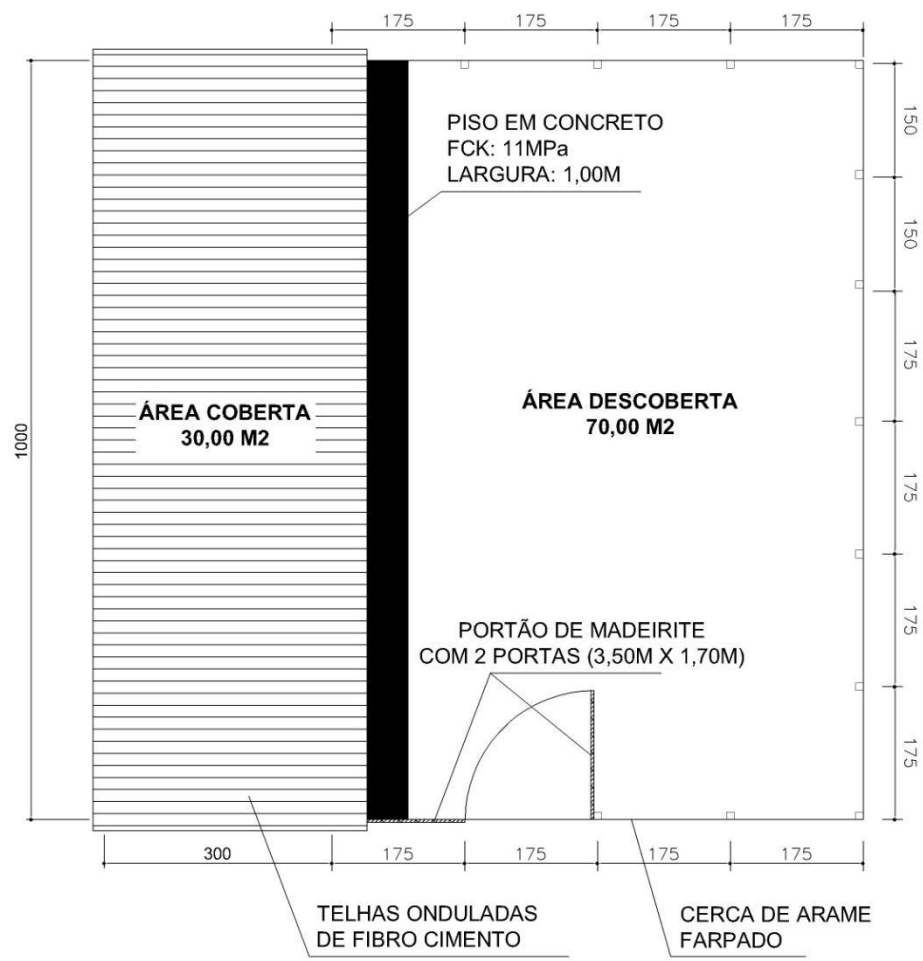 175 175 175 175
PISO EM CONCRETO
FCK: 11MPa
LARGURA: 1,00M
150
150
175
175
175
175
1000
ÁREA COBERTA
30,00 M2
ÁREA DESCOBERTA
70,00 M2
PORTÃO DE MADEIRITE
COM 2 PORTAS (3,50M X 1,70M)
300 175 175 175 175
TELHAS ONDULADAS
DE FIBRO CIMENTO
CERCA DE ARAME
FARPADO